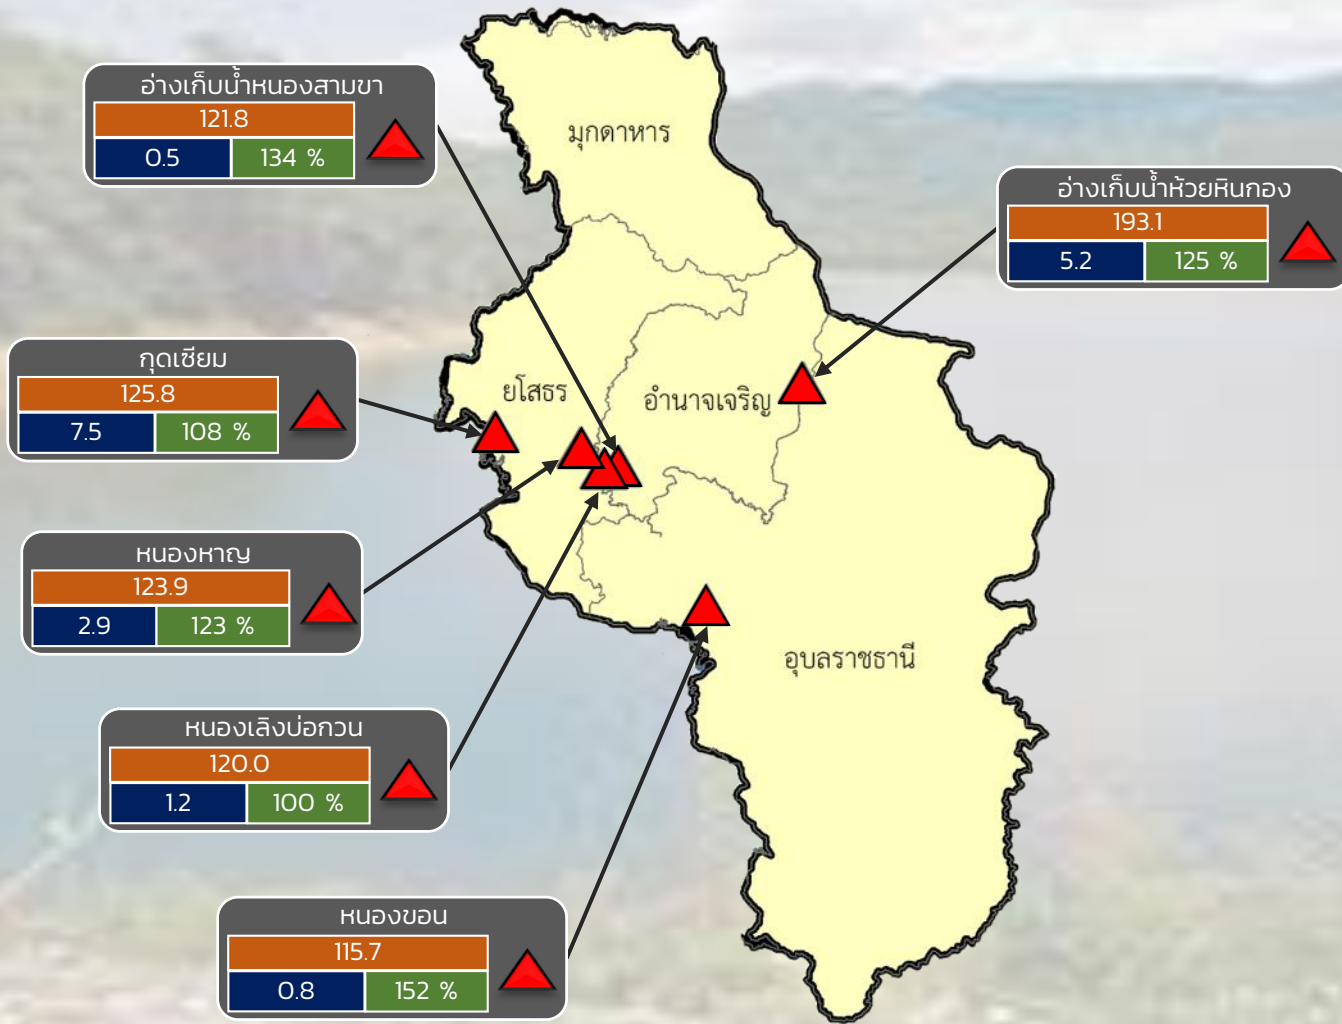 อ่างเก็บน้ำหนองสามขา
121.8
0.5 134 %
มุกดาหาร
อ่างเก็บน้ำห้วยหินกอง
193.1
5.2 125 %
กุดเซียม
125.8
7.5 108 %
ยโสธร
อำนาจเจริญ
หนองหาญ
123.9
2.9 123 %
อุบลราชธานี
หนองเลิงบ่อกวน
120.0
1.2 100 %
หนองขอน
115.7
0.8 152 %